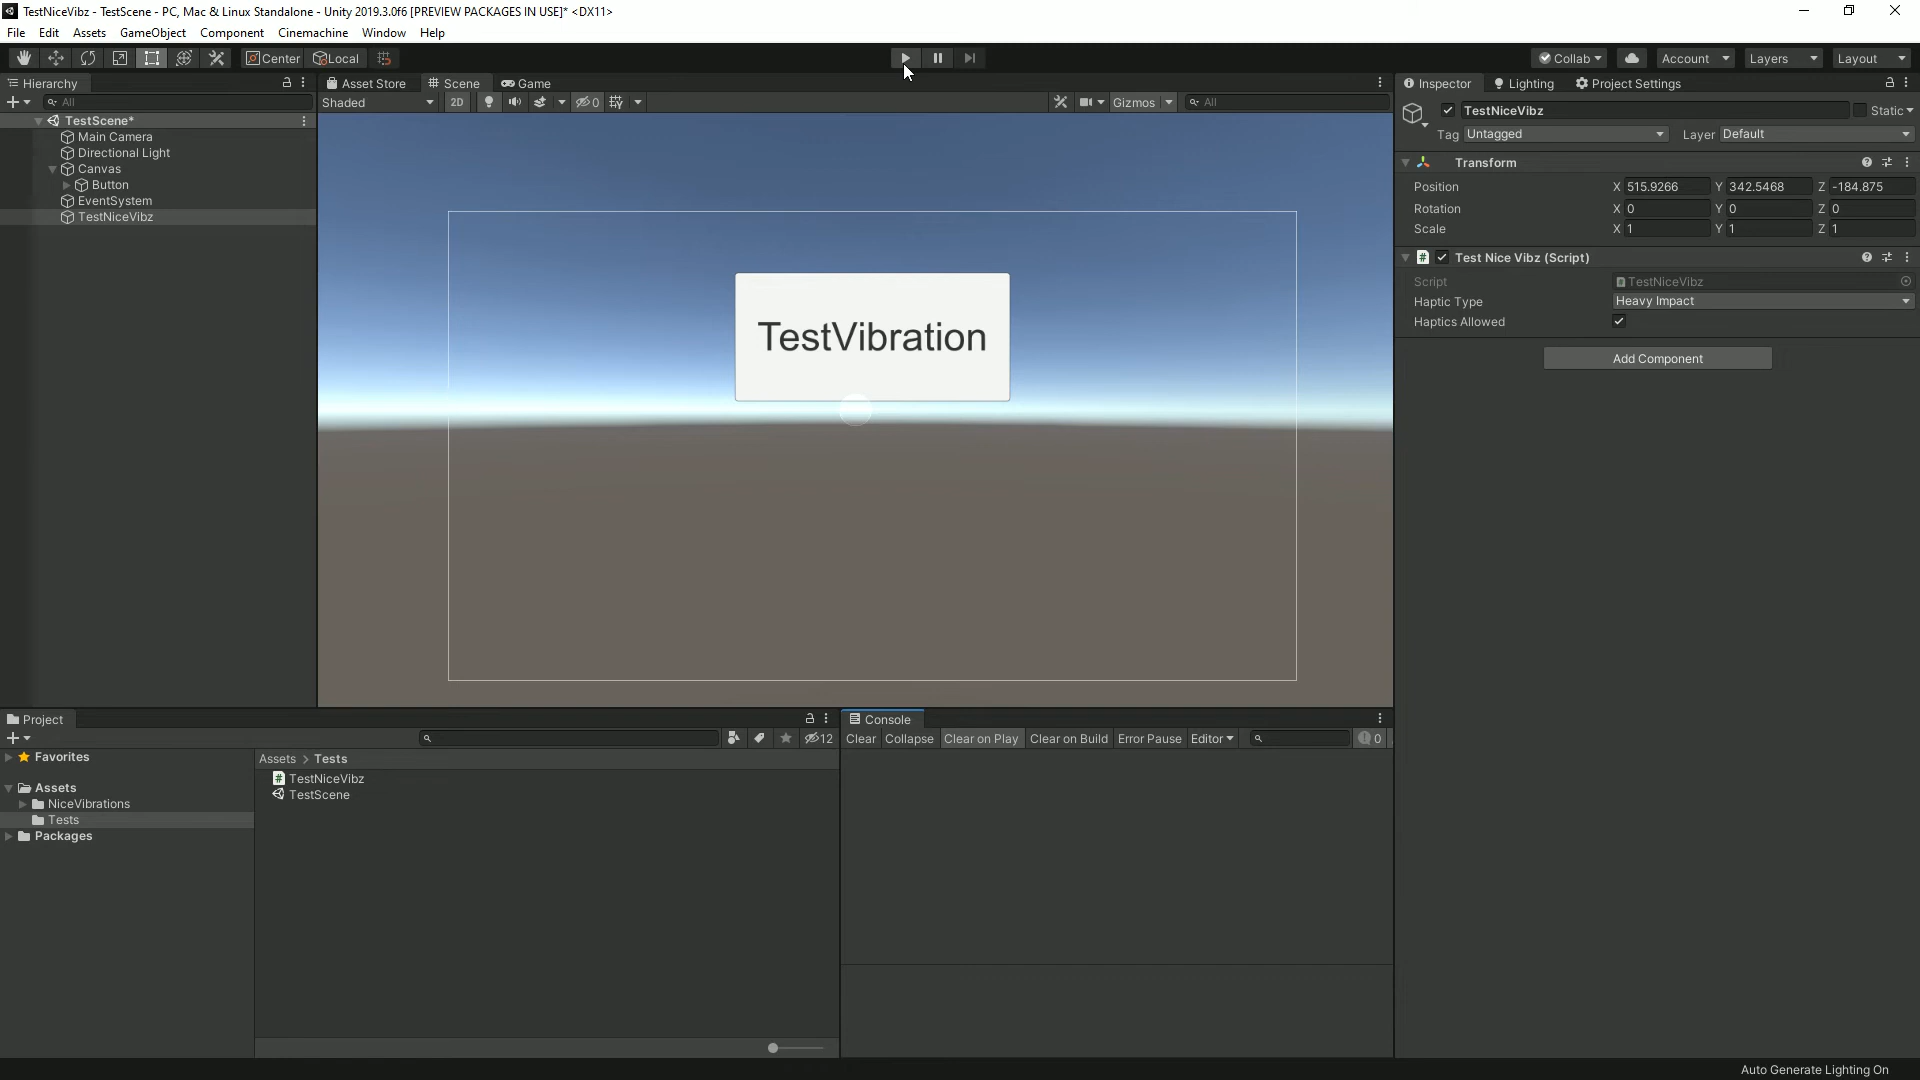 TestNiceVibz - TestScene - PC, Mac & Linux Standalone - Unity 2019.3.0f6 [PREVIEW PACKAGES IN USE]* <DX11>
File Edit Assets GameObject Component Cinemachine Window Help
Center Local Collab Account Layers Layout
Hierarchy Asset Store Scene Game Inspector Lighting Project Settings
All Shaded 2D 0 Gizmos All
TestNiceVibz Static
TestScene*
Main Camera
Tag Untagged Layer Default
Directional Light
Canvas
Transform
Button
Position X 515.9266 Y 342.5468 Z -184.875
EventSystem
Rotation X 0 Y 0 Z 0
TestNiceVibz
Scale X 1 Y 1 Z 1
# Test Nice Vibz (Script)
Script TestNiceVibz
Haptic Type Heavy Impact
Haptics Allowed
TestVibration
Add Component
Project Console
12 Clear Collapse Clear on Play Clear on Build Error Pause Editor 0
Favorites Assets > Tests
# TestNiceVibz
Assets TestScene
NiceVibrations
Tests
Packages
Auto Generate Lighting On